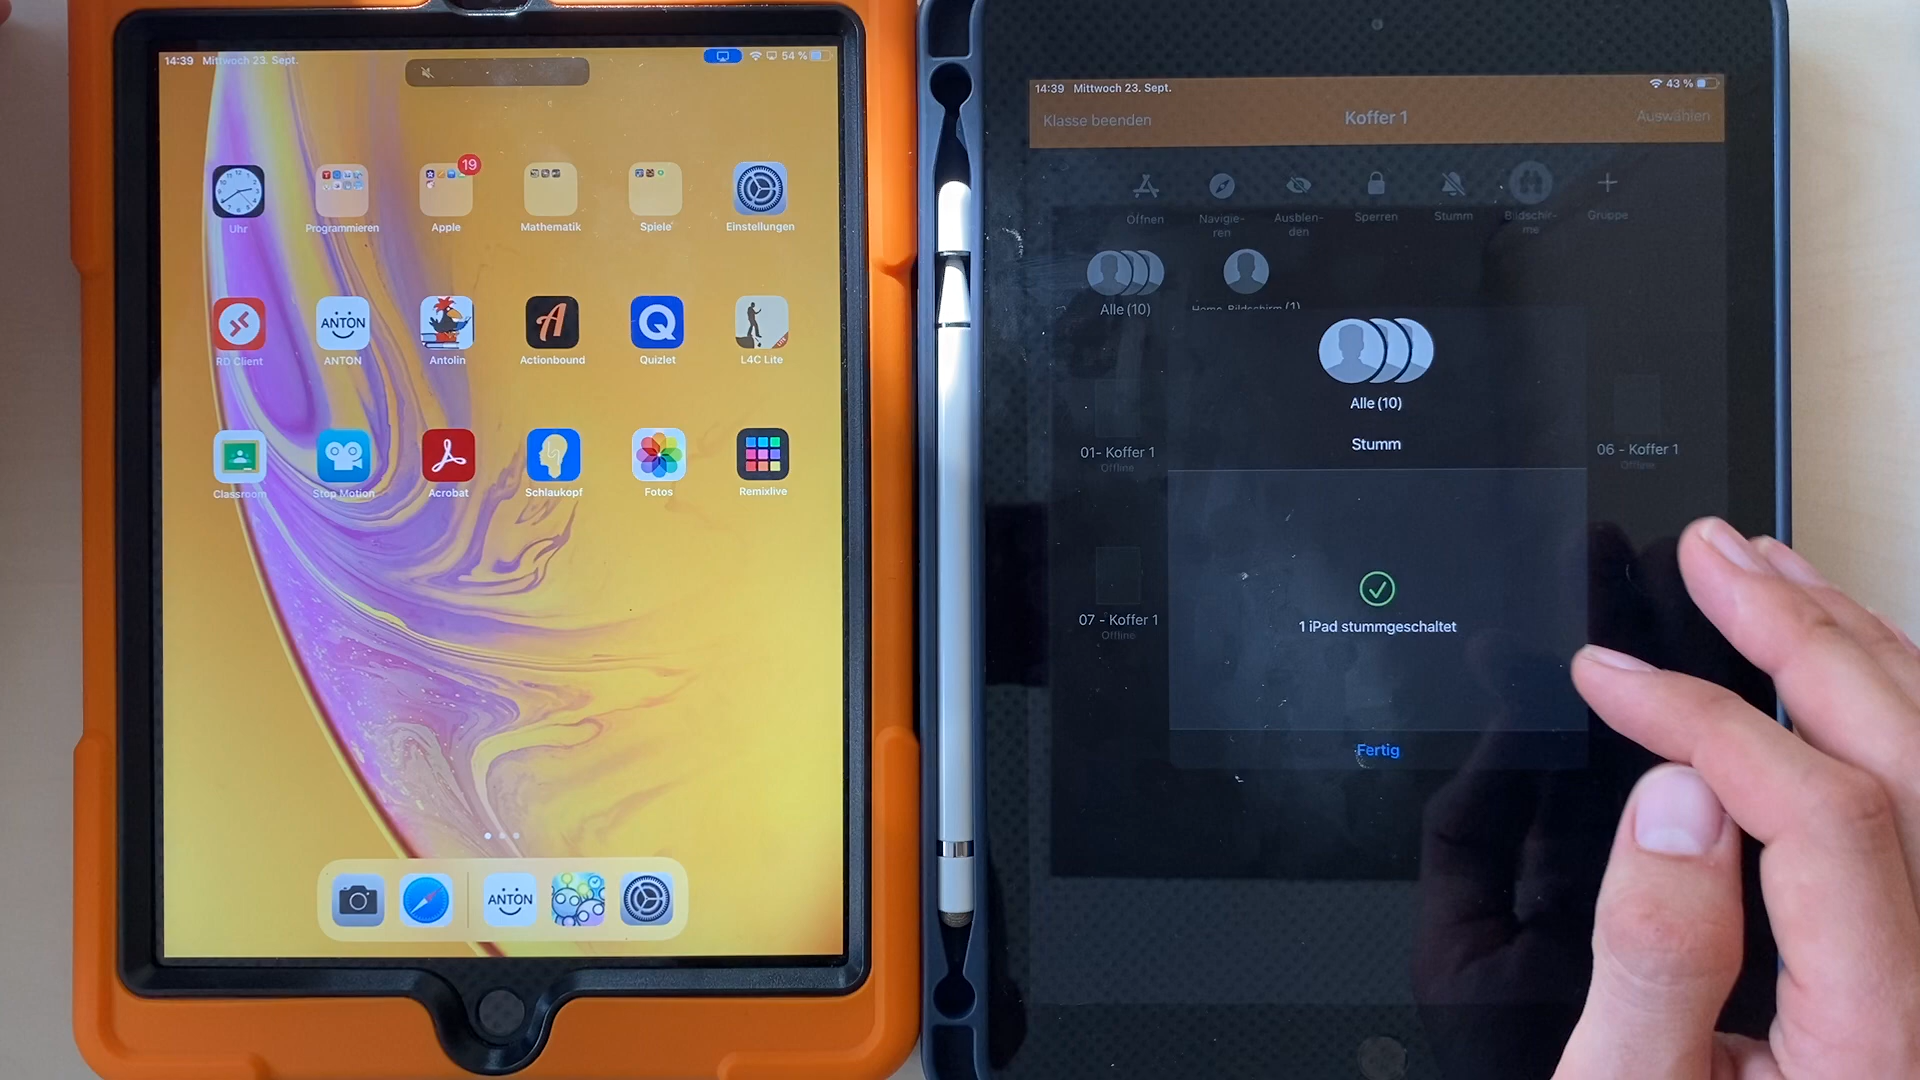 14:39 Mittwoch 23. Sept.
54 %
19
Uhr
Programmieren
Apple
Mathematik
Spiele
Einstellungen
RD Client
ANTON
ANTON
Antolin
Actionbound
Quizlet
L4C Lite
Classroom
Stop Motion
Acrobat
Schlaukopf
Fotos
Remixlive
ANTON
14:39 Mittwoch 23. Sept.
43 %
Klasse beenden
Koffer 1
Auswählen
Öffnen
Navigie-
ren
Ausblen-
den
Sperren
Stumm
Bildschir-
me
Gruppe
Alle (10)
Home-Bildschirm (1)
Alle (10)
Stumm
01- Koffer 1
Offline
06 - Koffer 1
Offline
07 - Koffer 1
Offline
1 iPad stummgeschaltet
Fertig